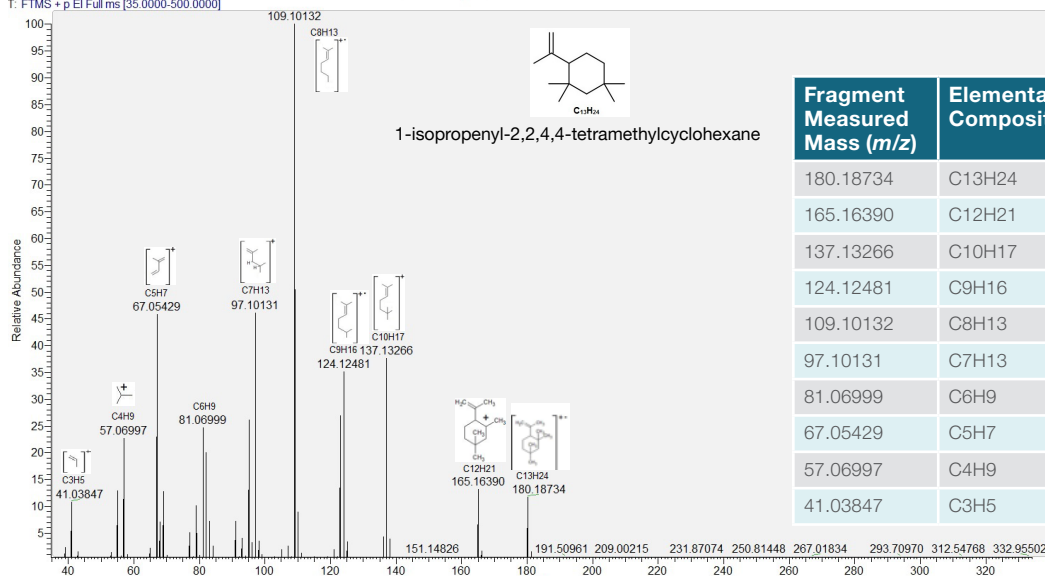 T: FTMS + p EI Full ms [35.0000-500.0000]
109.10132
C8H13
+·
C13H24
1-isopropenyl-2,2,4,4-tetramethylcyclohexane
Relative Abundance
100
95
90
85
80
75
70
65
60
55
50
45
40
35
30
25
20
15
10
5
C5H7
67.05429
H
H
C7H13
97.10131
C9H16
124.12481
C10H17
137.13266
C4H9
57.06997
C6H9
81.06999
C3H5
41.03847
H₂C
CH₃
CH₃
CH₃
CH₃
C12H21
165.16390
C13H24
180.18734
151.14826 191.50961 209.00215 231.87074 250.81448 267.01834 293.70970 312.54768 332.95502
40 60 80 100 120 140 160 180 200 220 240 260 280 300 320
Fragment Elementa
Measured Composit
Mass (m/z)
180.18734 C13H24
165.16390 C12H21
137.13266 C10H17
124.12481 C9H16
109.10132 C8H13
97.10131 C7H13
81.06999 C6H9
67.05429 C5H7
57.06997 C4H9
41.03847 C3H5